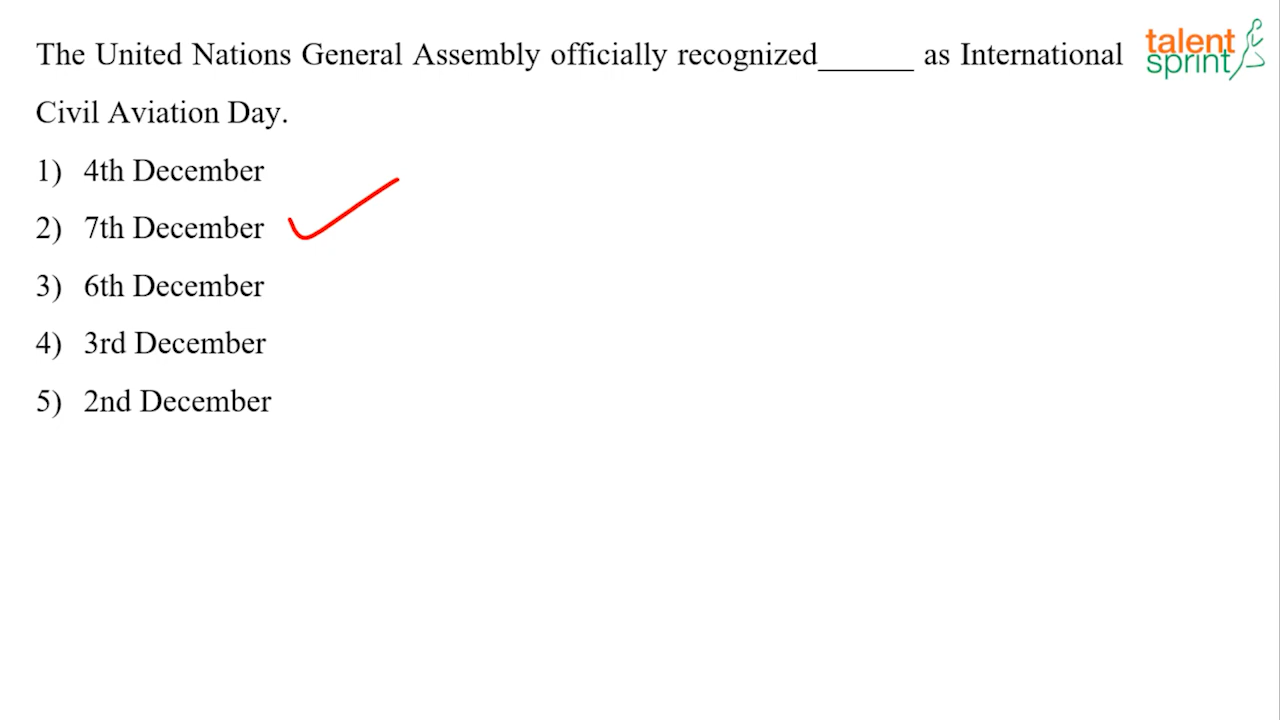 The United Nations General Assembly officially recognized______ as International
talent
sprint
Civil Aviation Day.
1) 4th December
2) 7th December
3) 6th December
4) 3rd December
5) 2nd December